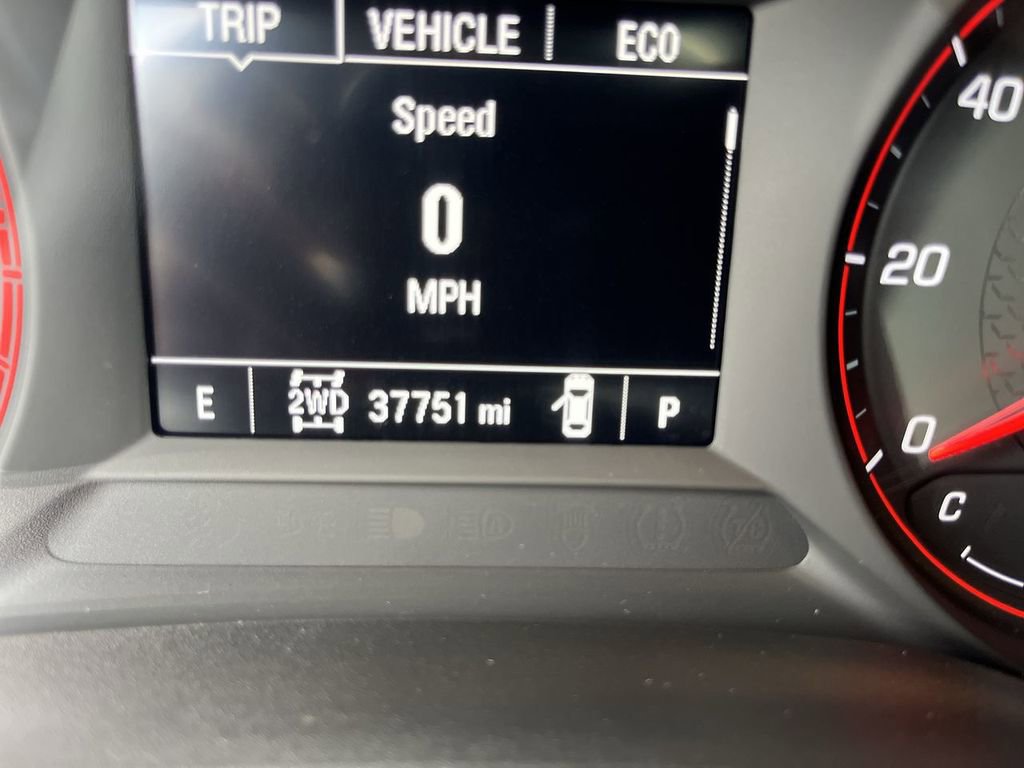 TRIP VEHICLE ECO
Speed
0
MPH
E 2WD 37751 mi P
40
20
0
C